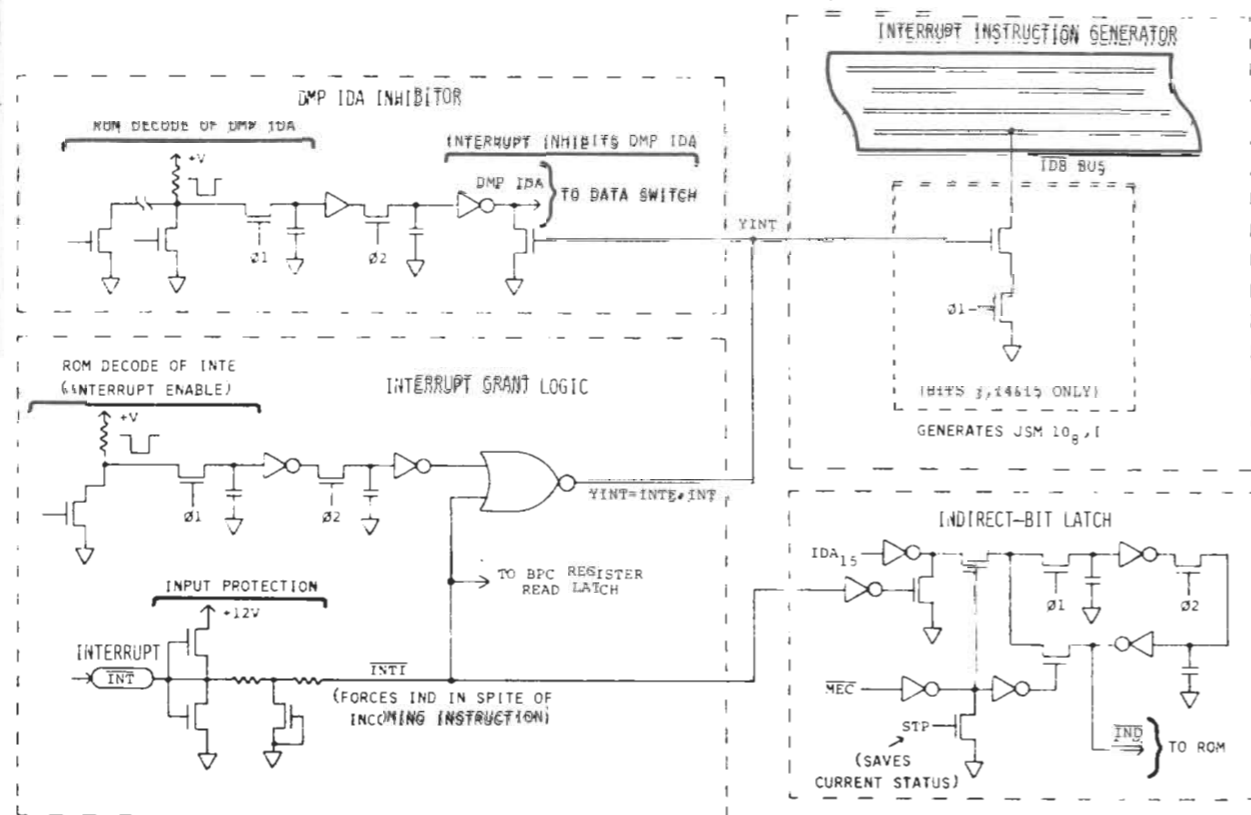 DMP IDA INHIBITOR
ROM DECODE OF DMP IDA
INTERRUPT INHIBITS DMP IDA
+V
DMP IDA
TO DATA SWITCH
Ø1
Ø2
YINT
INTERRUPT INSTRUCTION GENERATOR
IDB BUS
Ø1
ONLY)
GENERATES JSM 10₈,I
ROM DECODE OF INTE
(INTERRUPT ENABLE)
INTERRUPT GRANT LOGIC
+V
Ø1
Ø2
YINT=INTE•INT
TO BPC REGISTER
READ LATCH
INPUT PROTECTION
+12V
INTERRUPT
INT
INTI
(FORCES IND IN SPITE OF
INCOMING INSTRUCTION)
INDIRECT-BIT LATCH
IDA₁₅
Ø1
Ø2
MEC
STP
(SAVES
CURRENT STATUS)
IND
TO ROM